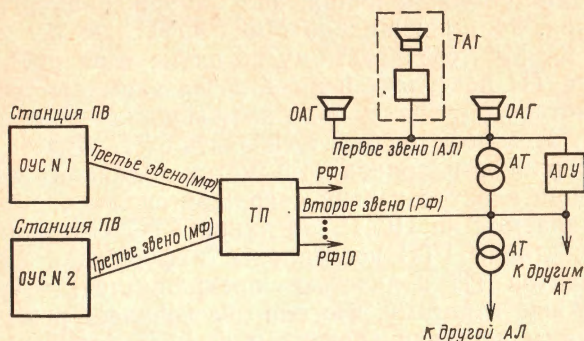 ТАГ
ОАГ
ОАГ
Станция ПВ
ОУС N 1
Третье звено (МФ)
Первое звено (АЛ)
АТ
АОУ
РФ1
ТП
Второе звено (РФ)
Станция ПВ
ОУС N 2
Третье звено (МФ)
РФ10
АТ
К другим
АТ
К другой АЛ